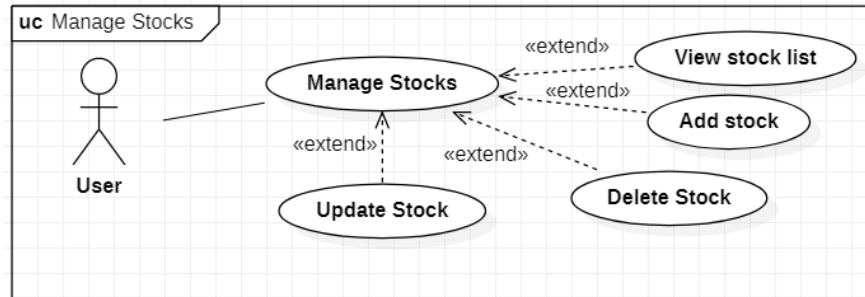 uc Manage Stocks
«extend»
View stock list
Manage Stocks
«extend»
Add stock
«extend»
«extend»
User
Update Stock
Delete Stock